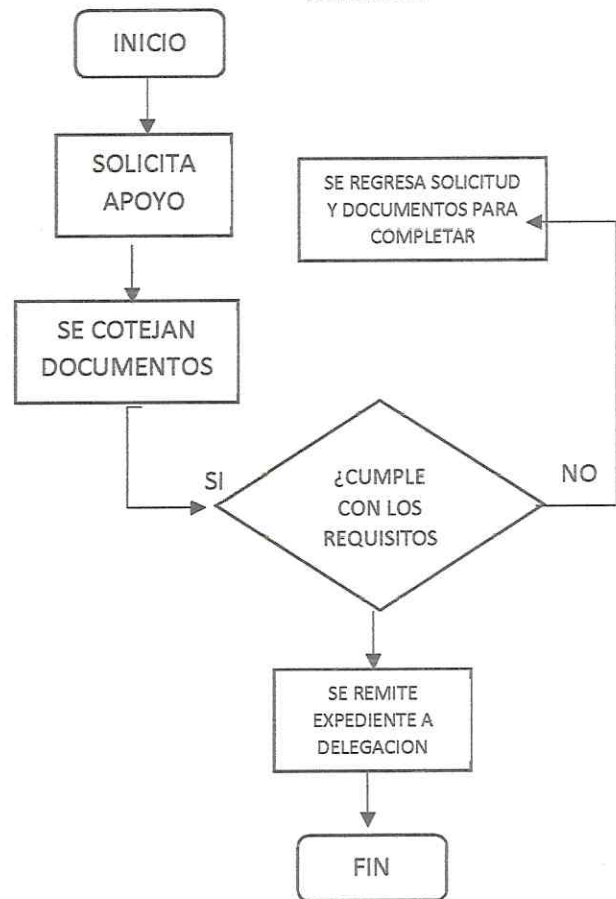 INICIO
SOLICITA
APOYO
SE REGRESA SOLICITUD
Y DOCUMENTOS PARA
COMPLETAR
SE COTEJAN
DOCUMENTOS
SI
¿CUMPLE
CON LOS
REQUISITOS
NO
SE REMITE
EXPEDIENTE A
DELEGACION
FIN